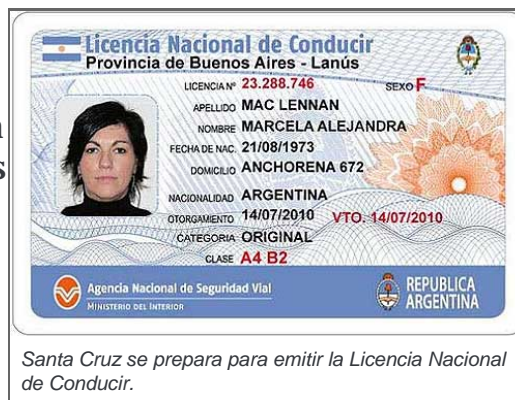 Licencia Nacional de Conducir
Provincia de Buenos Aires - Lanús
LICENCIA Nº 23.288.746 SEXO F
APELLIDO MAC LENNAN
NOMBRE MARCELA ALEJANDRA
FECHA DE NAC. 21/08/1973
DOMICILIO ANCHORENA 672
NACIONALIDAD ARGENTINA
OTORGAMIENTO 14/07/2010 VTO. 14/07/2010
CATEGORIA ORIGINAL
CLASE A4 B2
Agencia Nacional de Seguridad Vial
MINISTERIO DEL INTERIOR
REPUBLICA
ARGENTINA
Santa Cruz se prepara para emitir la Licencia Nacional
de Conducir.